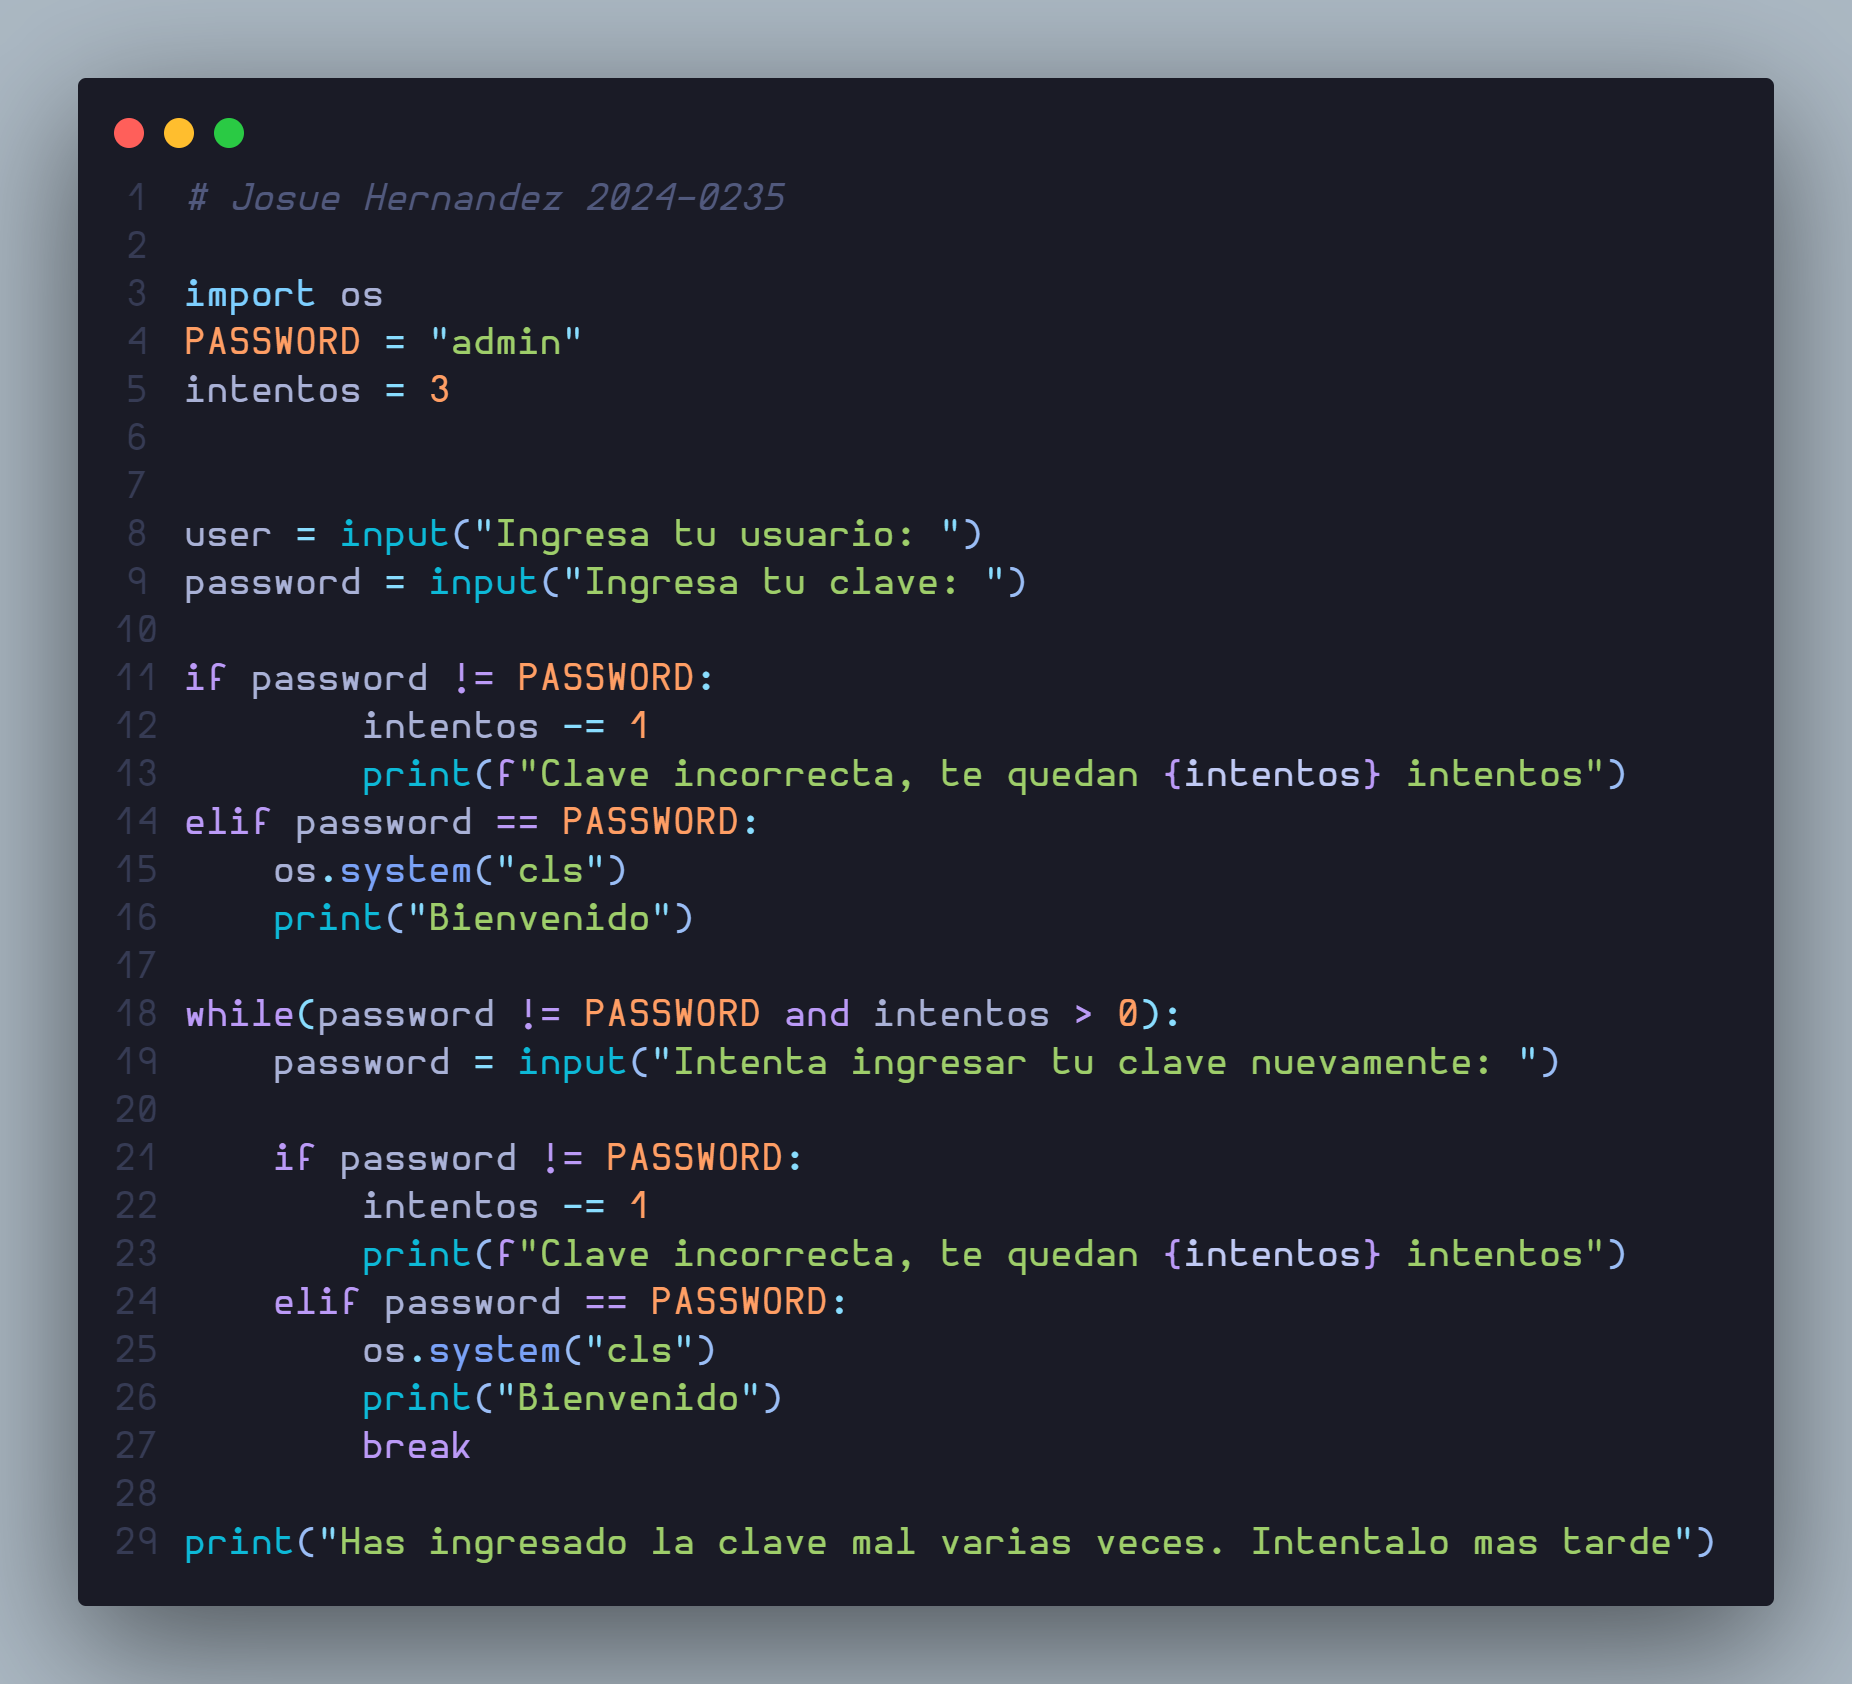 1 # Josue Hernandez 2024-0235
2
3 import os
4 PASSWORD = "admin"
5 intentos = 3
6
7
8 user = input("Ingresa tu usuario: ")
9 password = input("Ingresa tu clave: ")
10
11 if password != PASSWORD:
12         intentos -= 1
13         print(f"Clave incorrecta, te quedan {intentos} intentos")
14 elif password == PASSWORD:
15     os.system("cls")
16     print("Bienvenido")
17
18 while(password != PASSWORD and intentos > 0):
19     password = input("Intenta ingresar tu clave nuevamente: ")
20
21     if password != PASSWORD:
22         intentos -= 1
23         print(f"Clave incorrecta, te quedan {intentos} intentos")
24     elif password == PASSWORD:
25         os.system("cls")
26         print("Bienvenido")
27         break
28
29 print("Has ingresado la clave mal varias veces. Intentalo mas tarde")